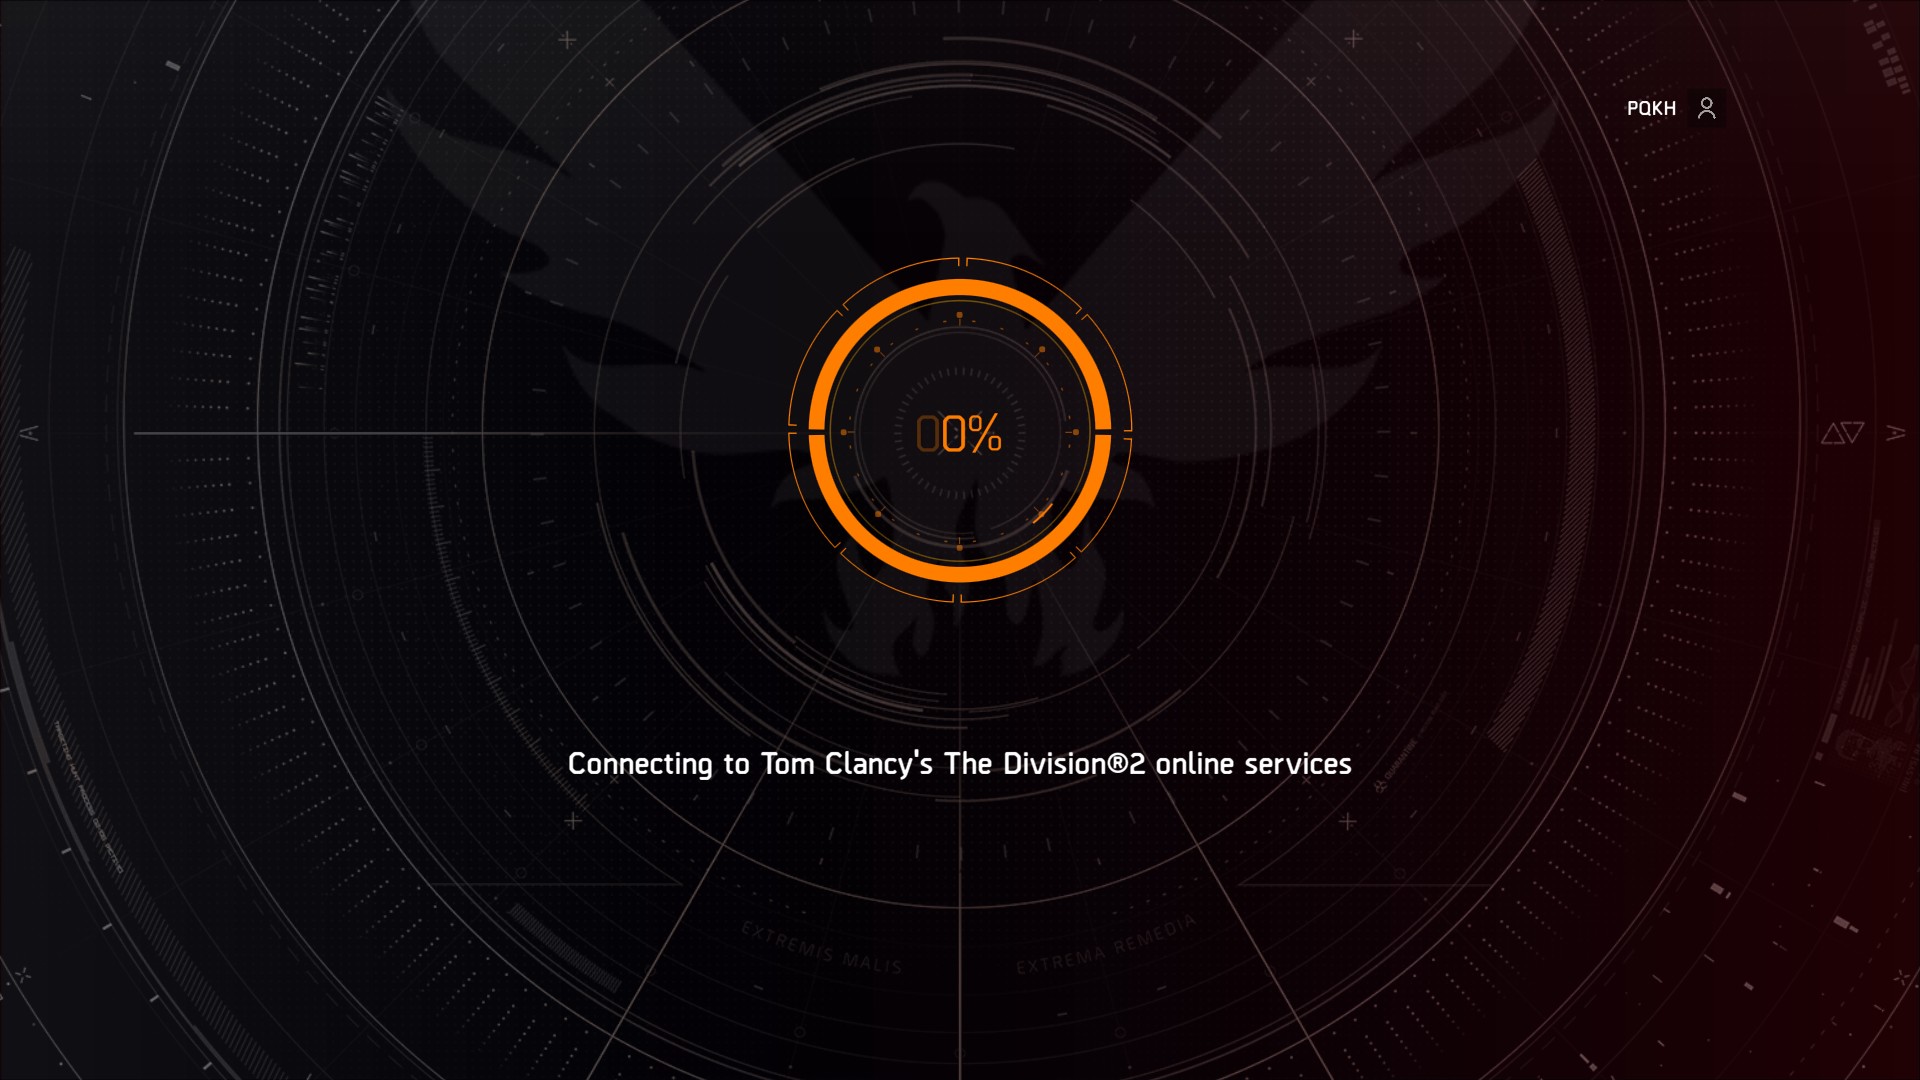 PQKH
00%
Connecting to Tom Clancy's The Division®2 online services
EXTREMIS MALIS
EXTREMA REMEDIA